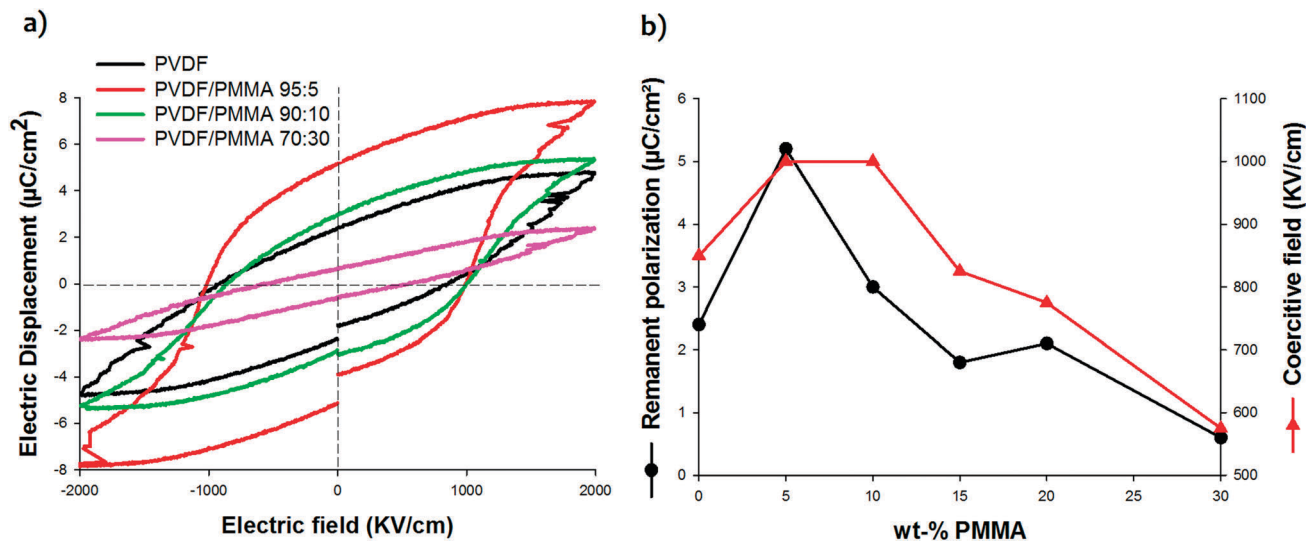 a)
PVDF
PVDF/PMMA 95:5
PVDF/PMMA 90:10
PVDF/PMMA 70:30
Electric Displacement (µC/cm²)
8
6
4
2
0
-2
-4
-6
-8
-2000 -1000 0 1000 2000
Electric field (KV/cm)
b)
Remanent polarization (µC/cm²)
6
5
4
3
2
1
0
0 5 10 15 20 25 30
wt-% PMMA
1100
1000
900
800
700
600
500
Coercitive field (KV/cm)